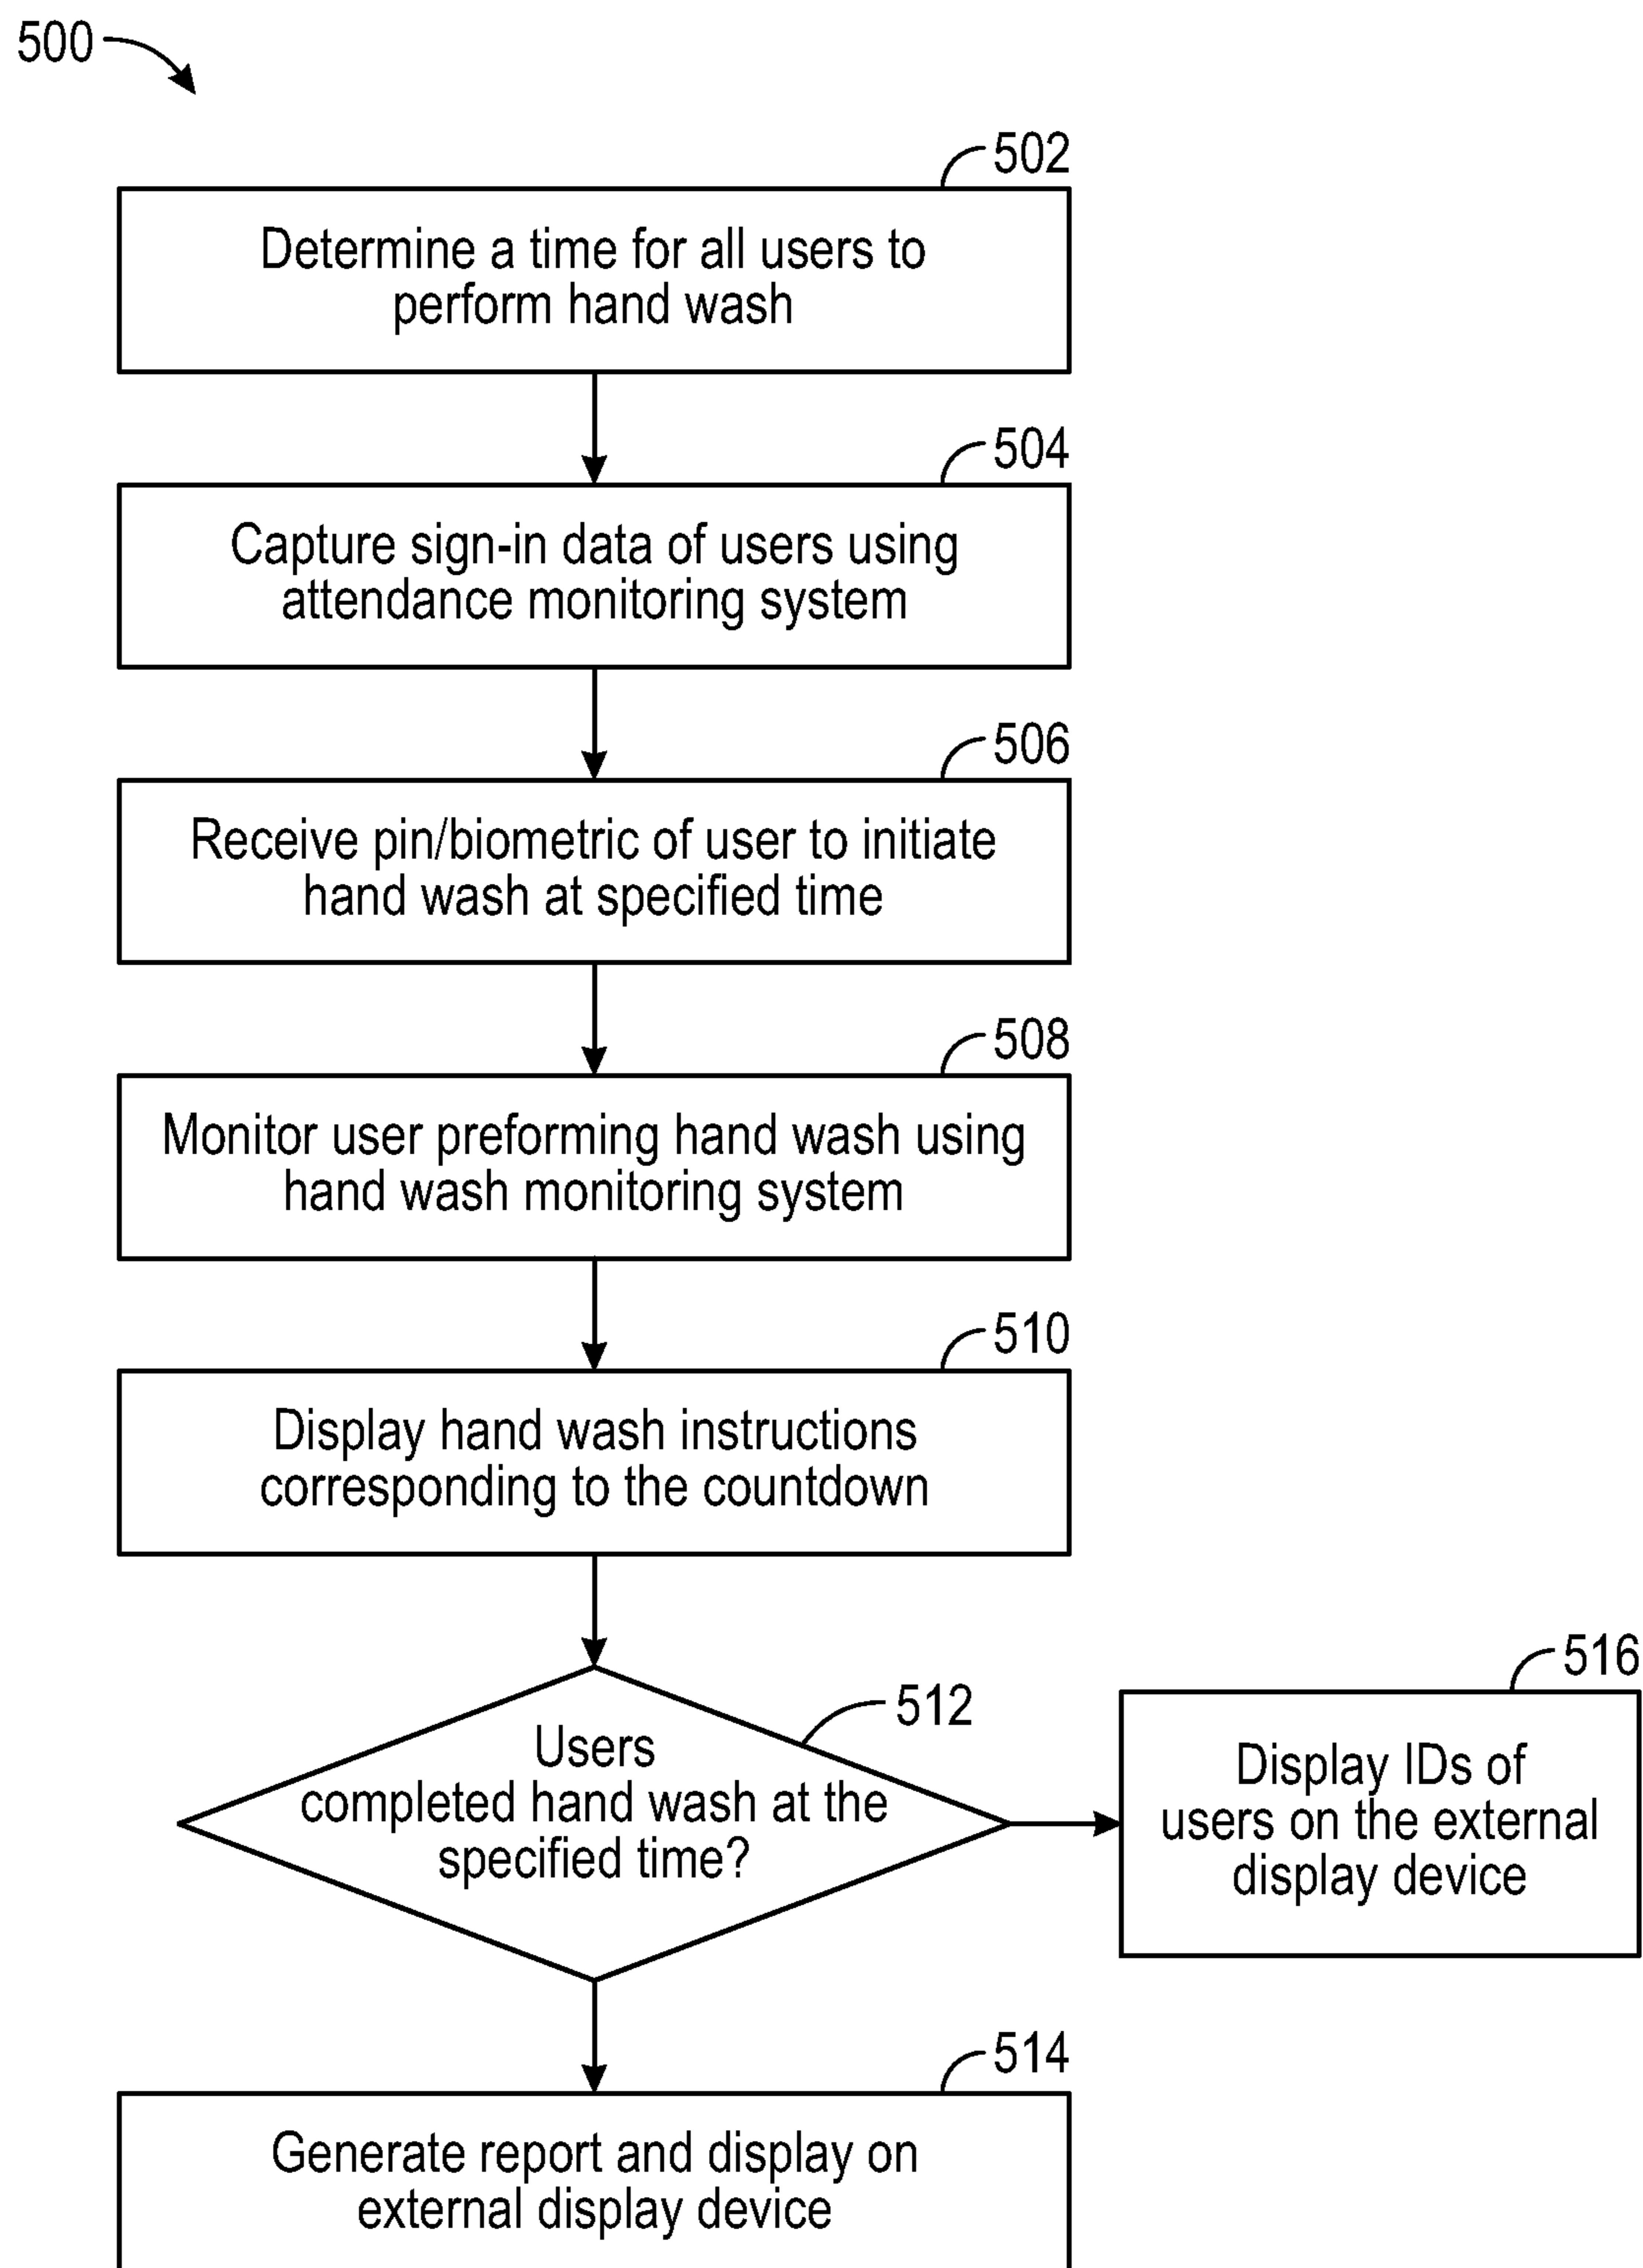 500
502
Determine a time for all users to
perform hand wash
504
Capture sign-in data of users using
attendance monitoring system
506
Receive pin/biometric of user to initiate
hand wash at specified time
508
Monitor user preforming hand wash using
hand wash monitoring system
510
Display hand wash instructions
corresponding to the countdown
512
Users
completed hand wash at the
specified time?
516
Display IDs of
users on the external
display device
514
Generate report and display on
external display device